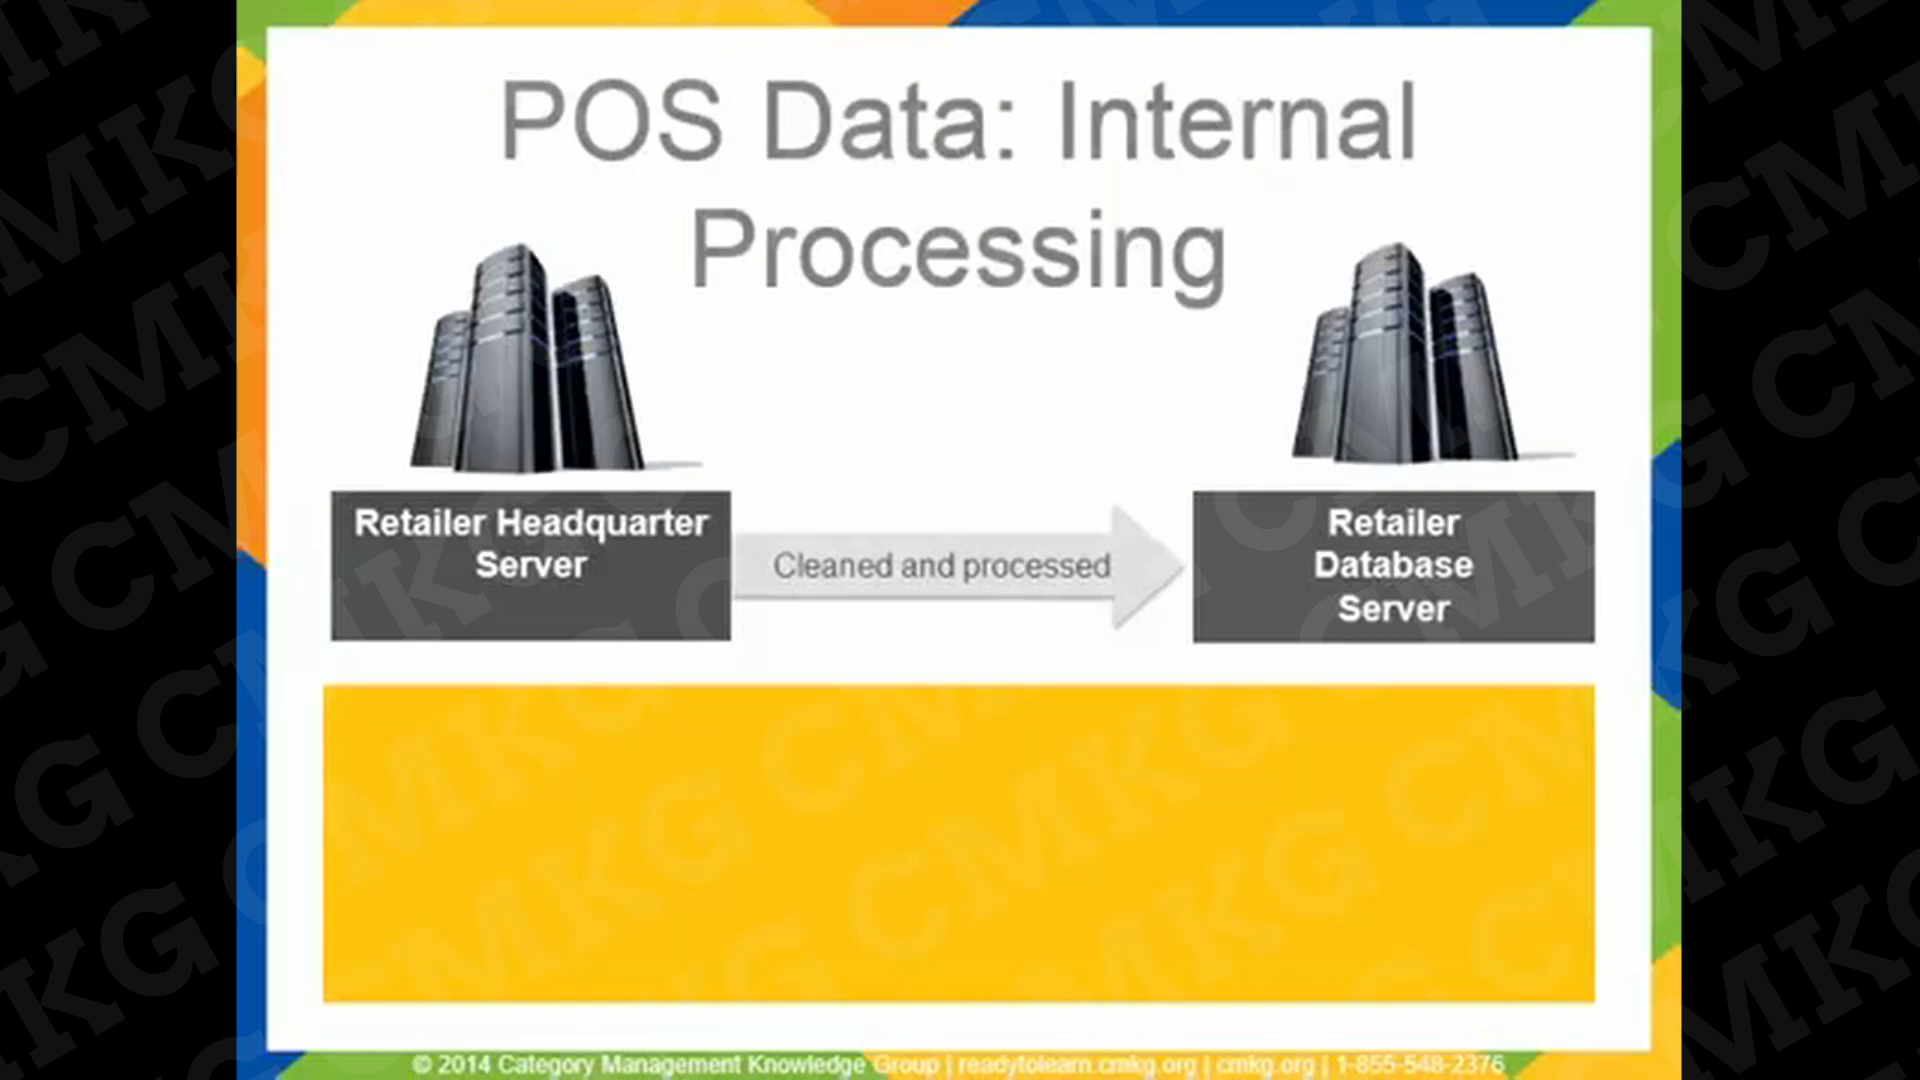 POS Data: Internal
Processing
Retailer Headquarter
Server
Cleaned and processed
Retailer
Database
Server
© 2014 Category Management Knowledge Group | readytolearn.cmkg.org | cmkg.org | 1-855-548-2376
CMKG